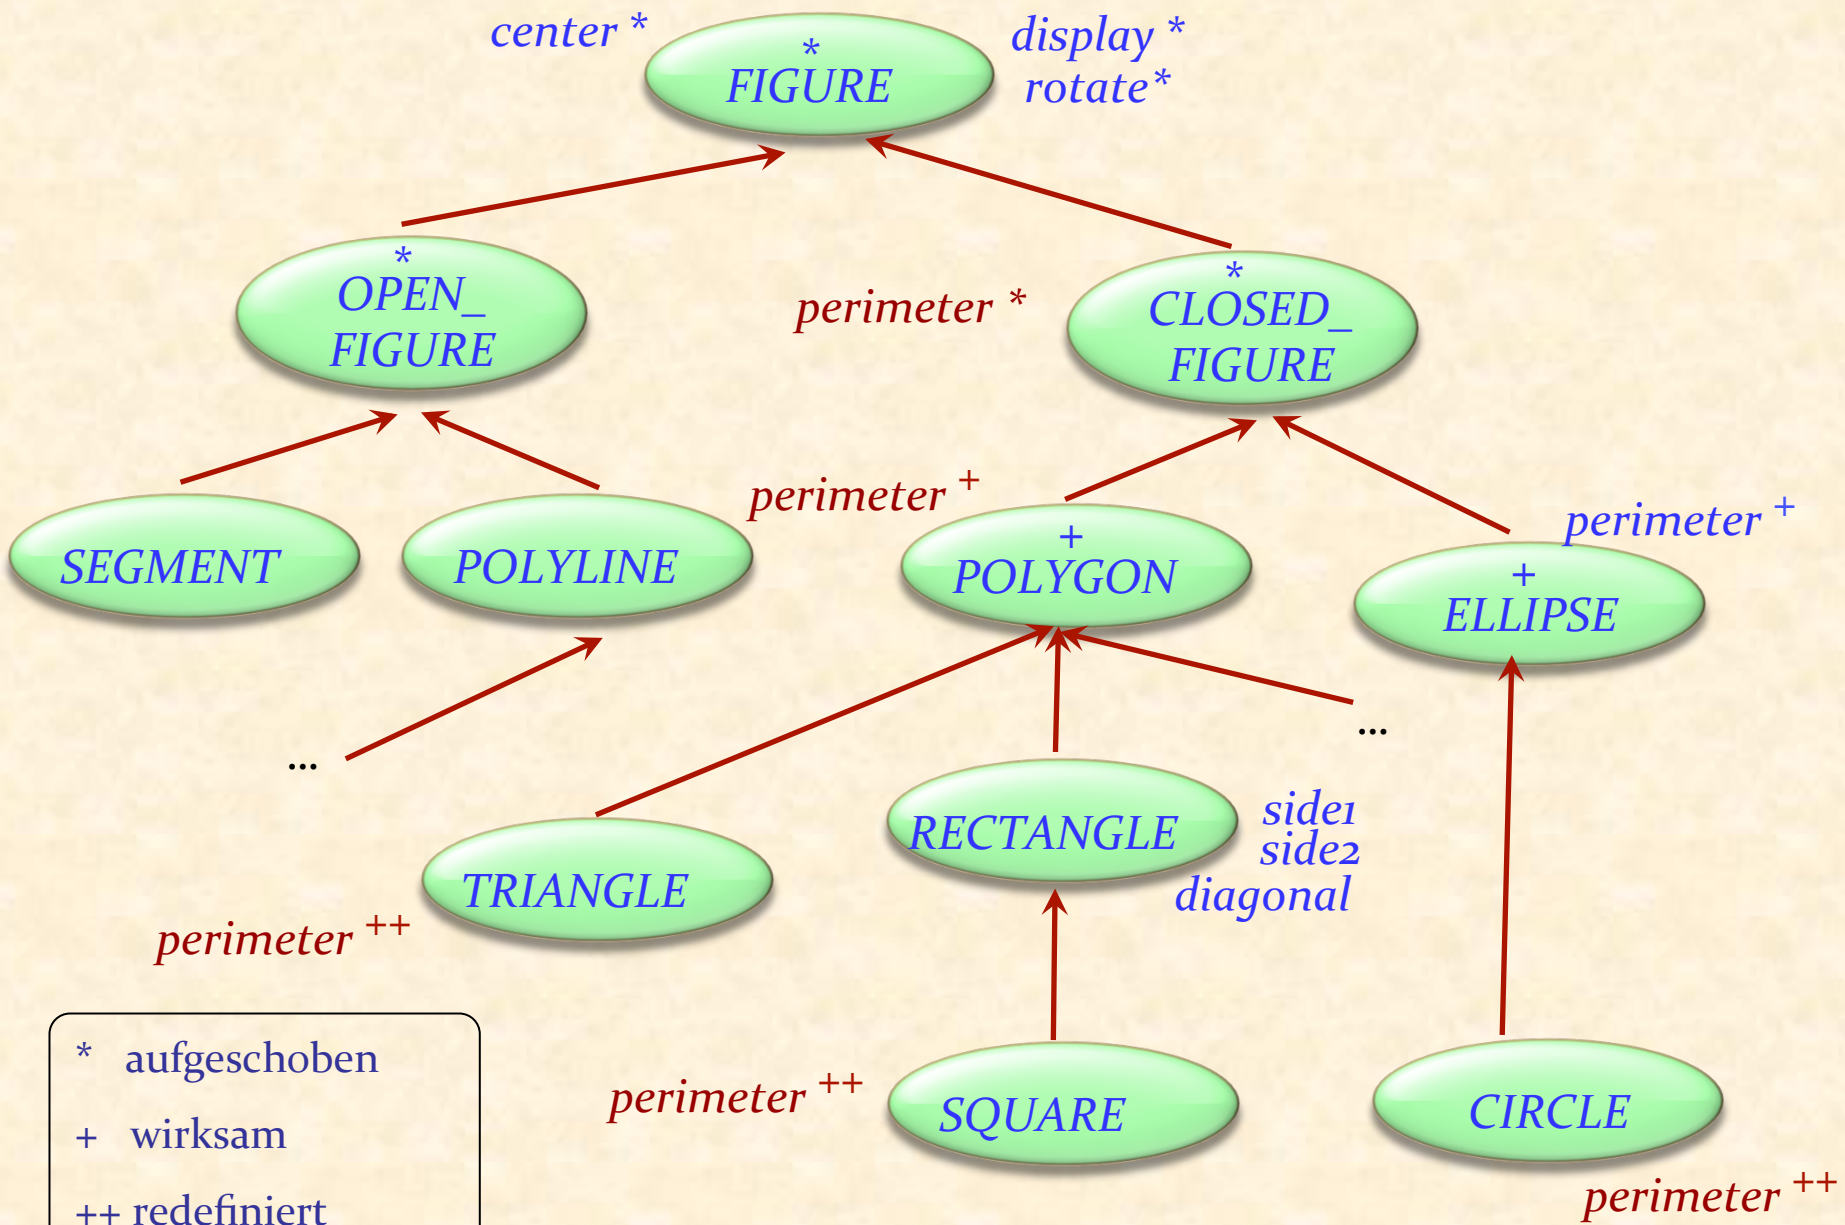 center *
*
FIGURE
display *
rotate*
*
OPEN_
FIGURE
perimeter *
*
CLOSED_
FIGURE
SEGMENT
POLYLINE
perimeter +
+
POLYGON
perimeter +
+
ELLIPSE
...
...
TRIANGLE
perimeter ++
RECTANGLE
side1
side2
diagonal
perimeter ++
SQUARE
CIRCLE
perimeter ++
* aufgeschoben
+ wirksam
++ redefiniert